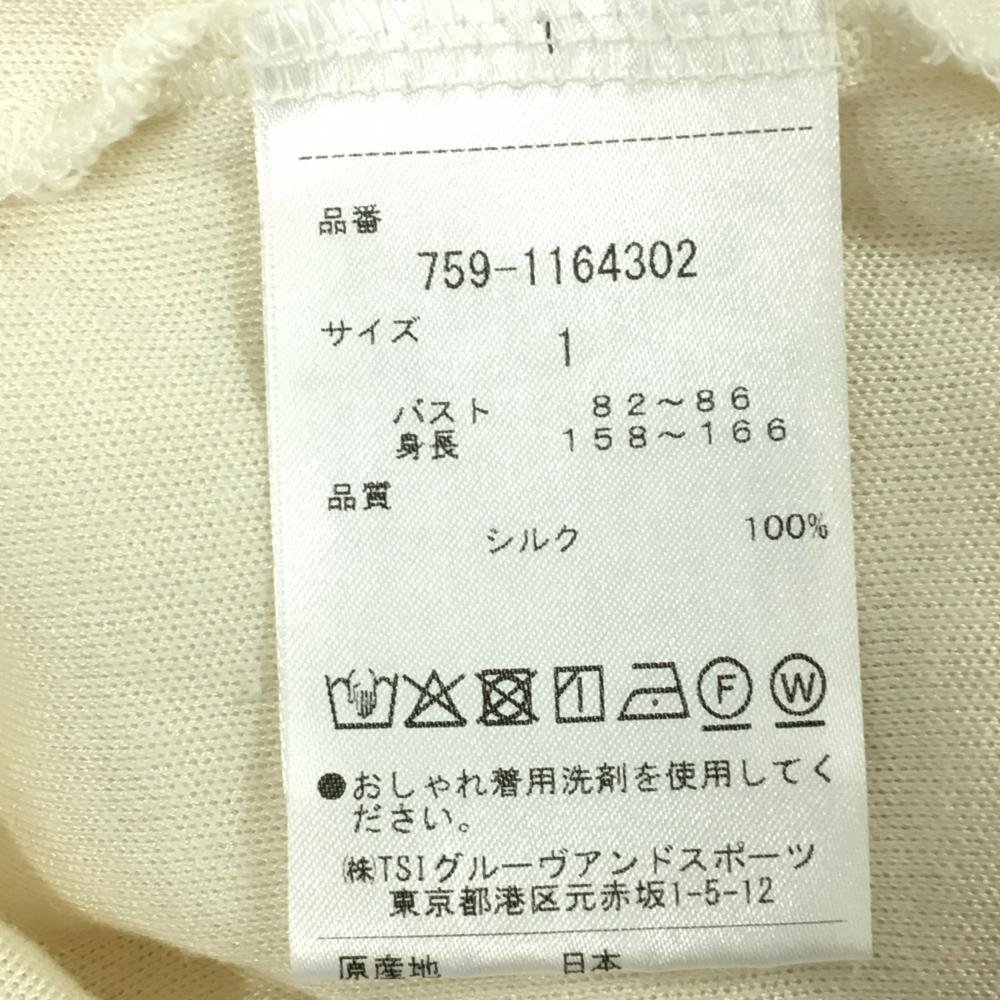 品番
759-1164302
サイズ 1
バスト 82~86
身長 158~166
品質
シルク 100%
F W
●おしゃれ着用洗剤を使用してく
ださい。
㈱TSIグルーヴアンドスポーツ
東京都港区元赤坂1-5-12
原産地 日本